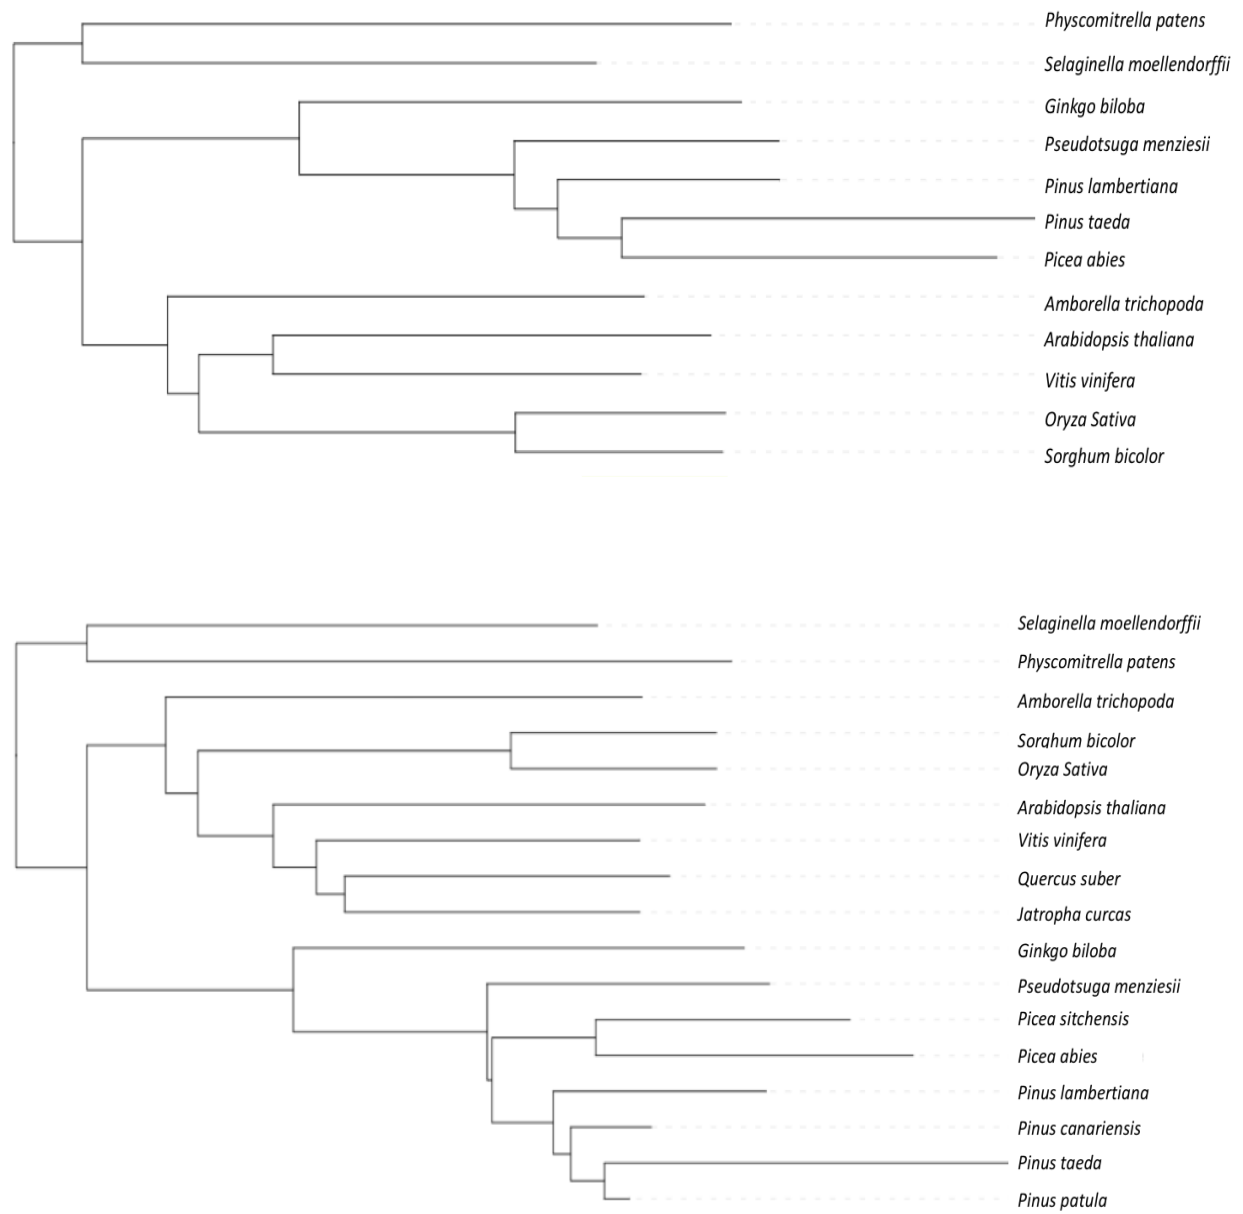 Physcomitrella patens
Selaginella moellendorffii
Ginkgo biloba
Pseudotsuga menziesii
Pinus lambertiana
Pinus taeda
Picea abies
Amborella trichopoda
Arabidopsis thaliana
Vitis vinifera
Oryza Sativa
Sorghum bicolor
Selaginella moellendorffii
Physcomitrella patens
Amborella trichopoda
Sorghum bicolor
Oryza Sativa
Arabidopsis thaliana
Vitis vinifera
Quercus suber
Jatropha curcas
Ginkgo biloba
Pseudotsuga menziesii
Picea sitchensis
Picea abies
Pinus lambertiana
Pinus canariensis
Pinus taeda
Pinus patula